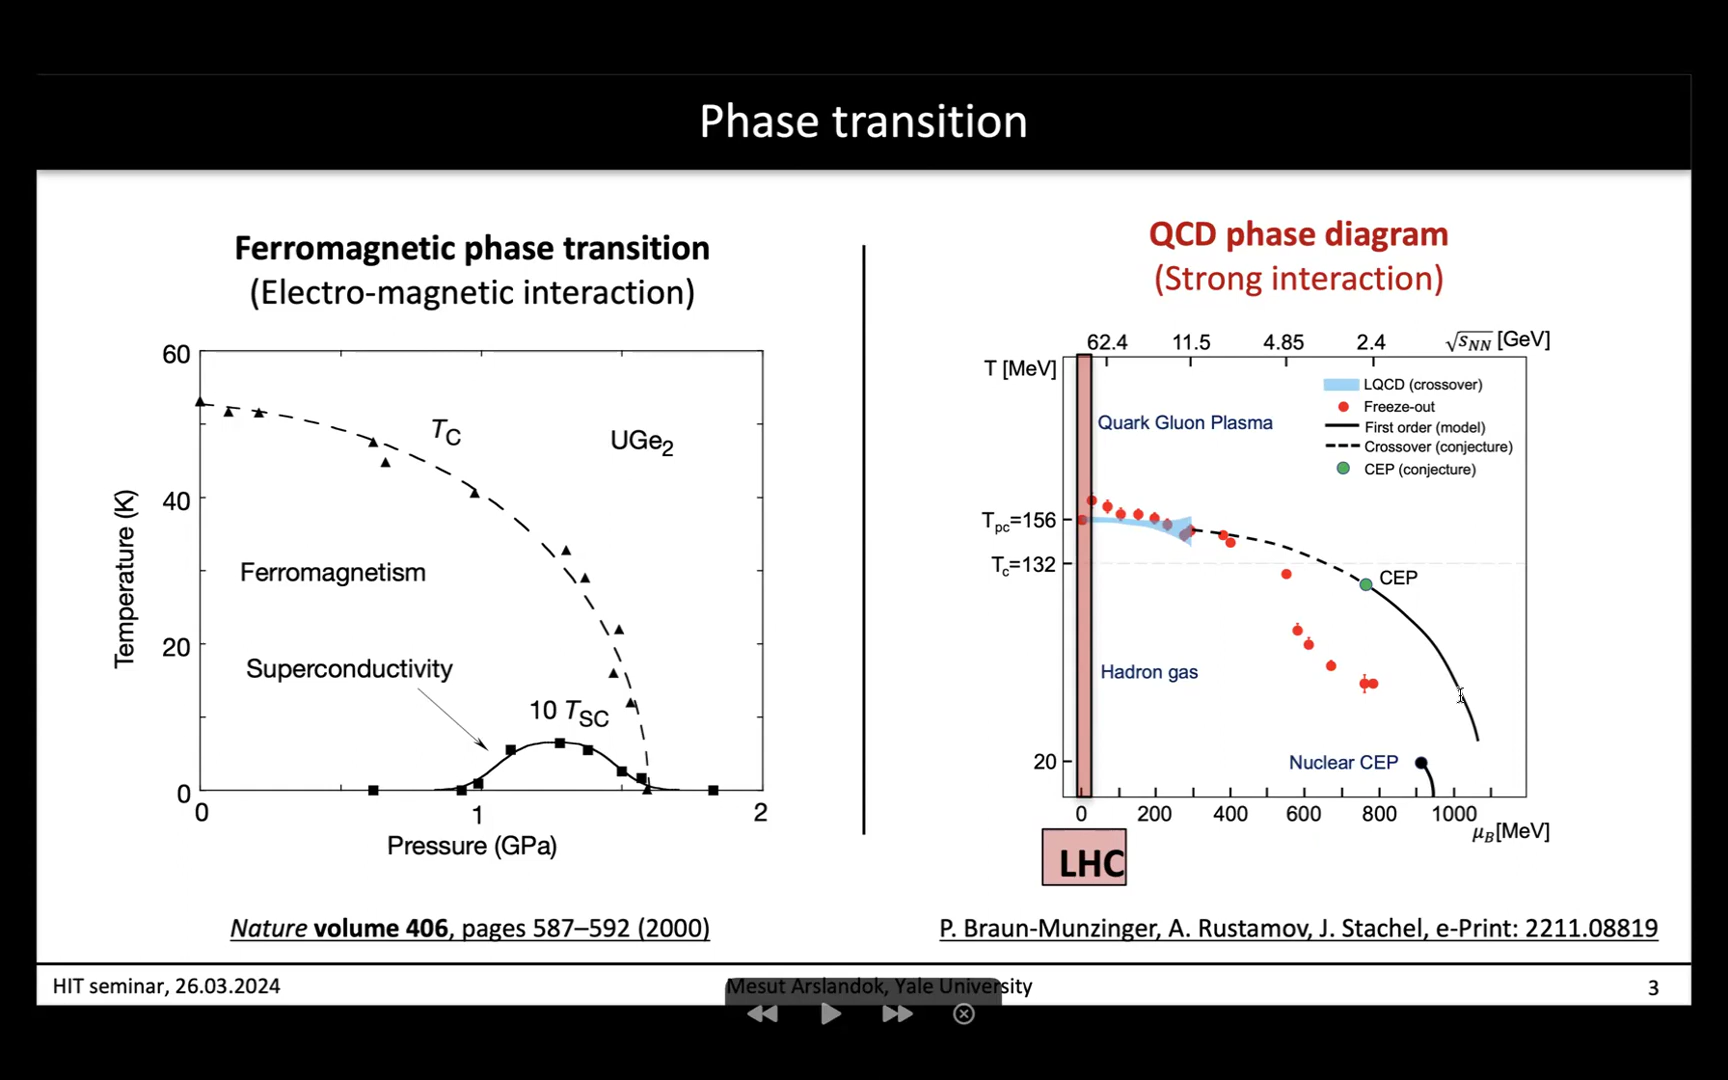 Phase transition
Ferromagnetic phase transition
(Electro-magnetic interaction)
60
40
20
0
Temperature (K)
T_C
UGe₂
Ferromagnetism
Superconductivity
10 T_SC
0
1
2
Pressure (GPa)
Nature volume 406, pages 587–592 (2000)
QCD phase diagram
(Strong interaction)
62.4
11.5
4.85
2.4
√s_NN [GeV]
T [MeV]
LQCD (crossover)
Freeze-out
First order (model)
Crossover (conjecture)
CEP (conjecture)
Quark Gluon Plasma
T_pc=156
T_c=132
CEP
Hadron gas
Nuclear CEP
20
0
200
400
600
800
1000
μ_B[MeV]
LHC
P. Braun-Munzinger, A. Rustamov, J. Stachel, e-Print: 2211.08819
HIT seminar, 26.03.2024
Mesut Arslandok, Yale University
3